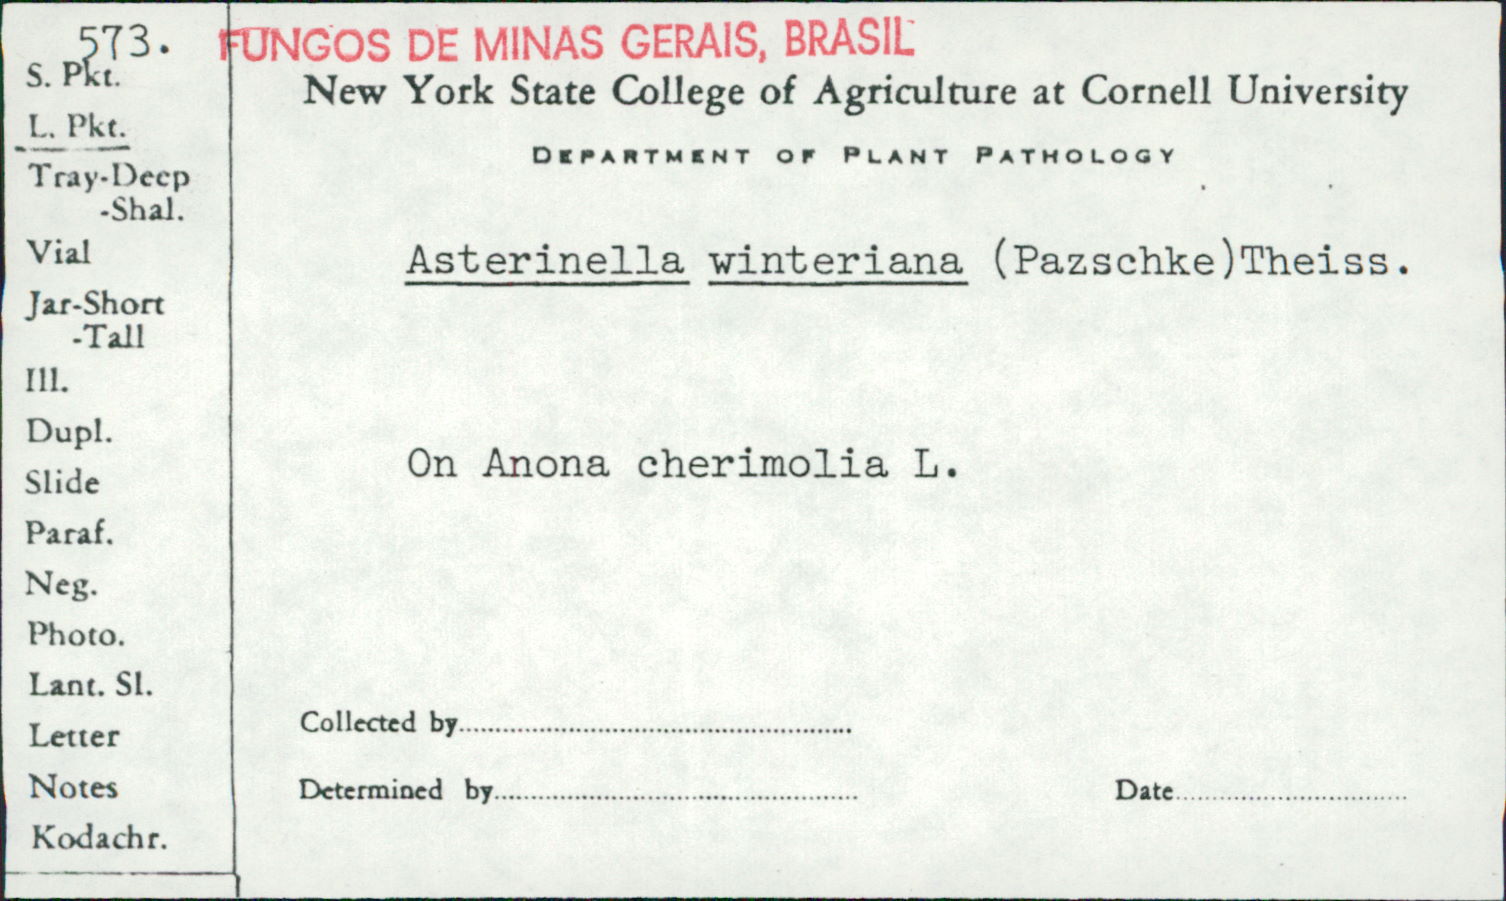 573.
FUNGOS DE MINAS GERAIS, BRASIL
S. Pkt.
L. Pkt.
Tray-Deep
-Shal.
Vial
Jar-Short
-Tall
Ill.
Dupl.
Slide
Paraf.
Neg.
Photo.
Lant. Sl.
Letter
Notes
Kodachr.
New York State College of Agriculture at Cornell University
DEPARTMENT OF PLANT PATHOLOGY
Asterinella winteriana (Pazschke)Theiss.
On Anona cherimolia L.
Collected by
Determined by
Date